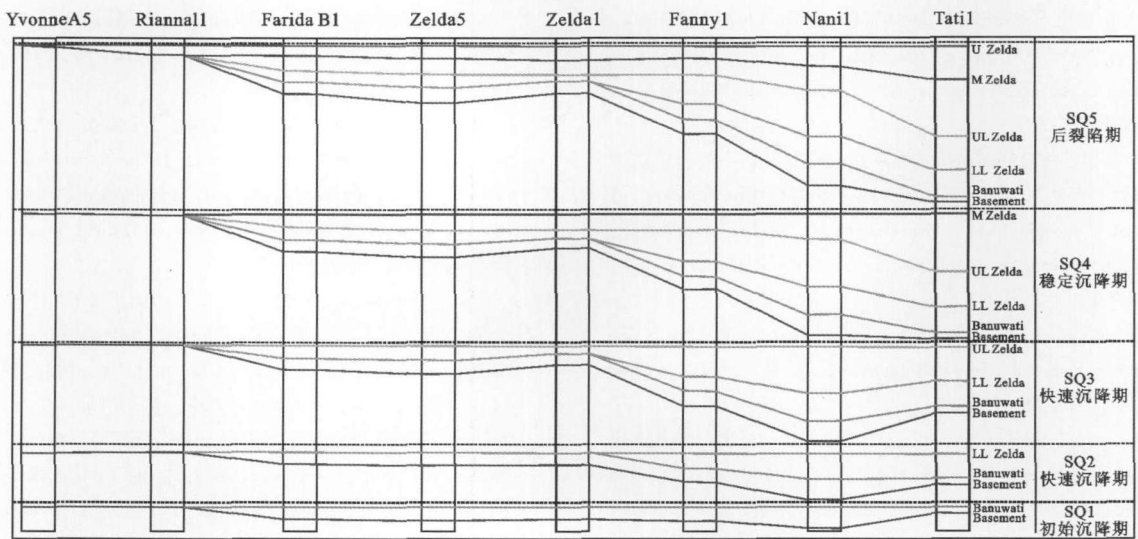 YvonneA5 Riannal1 Farida B1 Zelda5 Zelda1 Fanny1 Nani1 Tati1
U Zelda
M Zelda
UL Zelda
LL Zelda
Banuwati
Basement
SQ5
后裂陷期
M Zelda
UL Zelda
LL Zelda
Banuwati
Basement
SQ4
稳定沉降期
UL Zelda
LL Zelda
Banuwati
Basement
SQ3
快速沉降期
LL Zelda
Banuwati
Basement
SQ2
快速沉降期
Banuwati
Basement
SQ1
初始沉降期